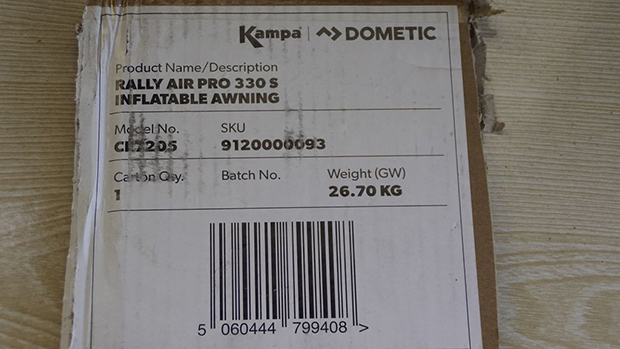 Kampa | DOMETIC
Product Name/Description
RALLY AIR PRO 330 S
INFLATABLE AWNING
Model No. SKU
CE7205 9120000093
Carton Qty. Batch No. Weight (GW)
1 26.70 KG
5 060444 799408 >